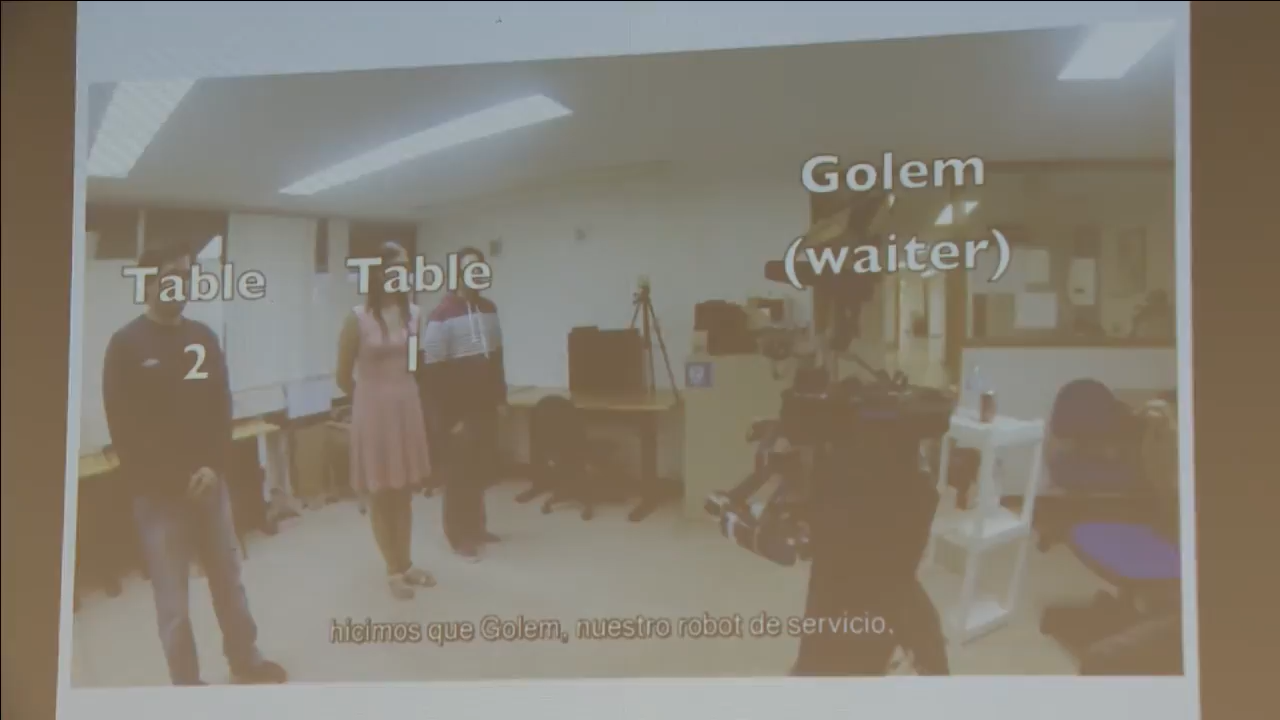 Golem
(waiter)
Table
2
Table
1
hicimos que Golem, nuestro robot de servicio,